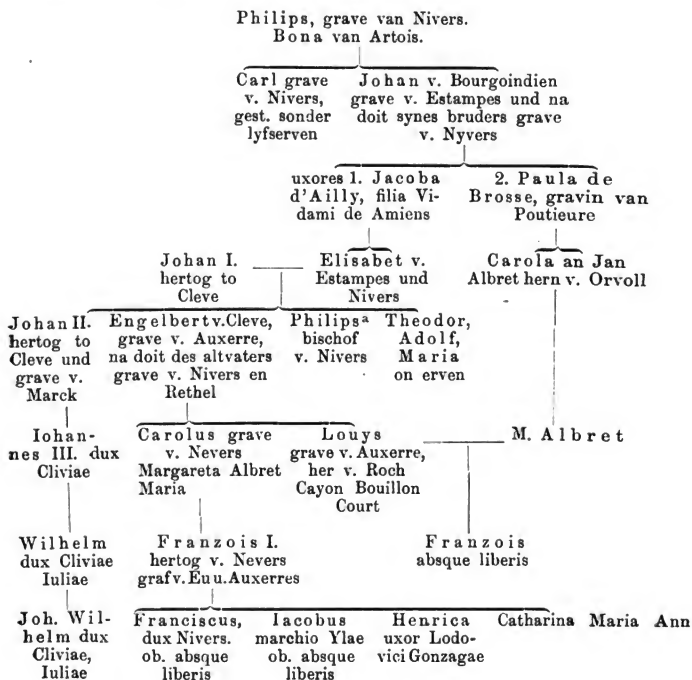 Philips, grave van Nivers.
Bona van Artois.
Carl grave
v. Nivers,
gest. sonder
lyfserven
Johan v. Bourgoindien
grave v. Estampes und na
doit synes bruders grave
v. Nyvers
uxores 1. Jacoba
d'Ailly, filia Vi-
dami de Amiens
2. Paula de
Brosse, gravin van
Poutieure
Johan I.
hertog to
Cleve
Elisabet v.
Estampes und
Nivers
Carola an Jan
Albret hern v. Orvoll
Johan II.
hertog to
Cleve und
grave v.
Marck
Engelbert v. Cleve,
grave v. Auxerre,
na doit des altvaters
grave v. Nivers en
Rethel
Philips a
bischof
v. Nivers
Theodor,
Adolf,
Maria
on erven
Iohan-
nes III. dux
Cliviae
Carolus grave
v. Nevers
Margareta Albret
Maria
Louys
grave v. Auxerre,
her v. Roch
Cayon Bouillon
Court
M. Albret
Wilhelm
dux Cliviae
Iuliae
Franzois I.
hertog v. Nevers
graf v. Eu u. Auxerres
Franzois
absque liberis
Joh. Wil-
helm dux
Cliviae,
Iuliae
Franciscus,
dux Nivers.
ob. absque
liberis
Iacobus
marchio Ylae
ob. absque
liberis
Henrica
uxor Lodo-
vici Gonzagae
Catharina Maria Ann